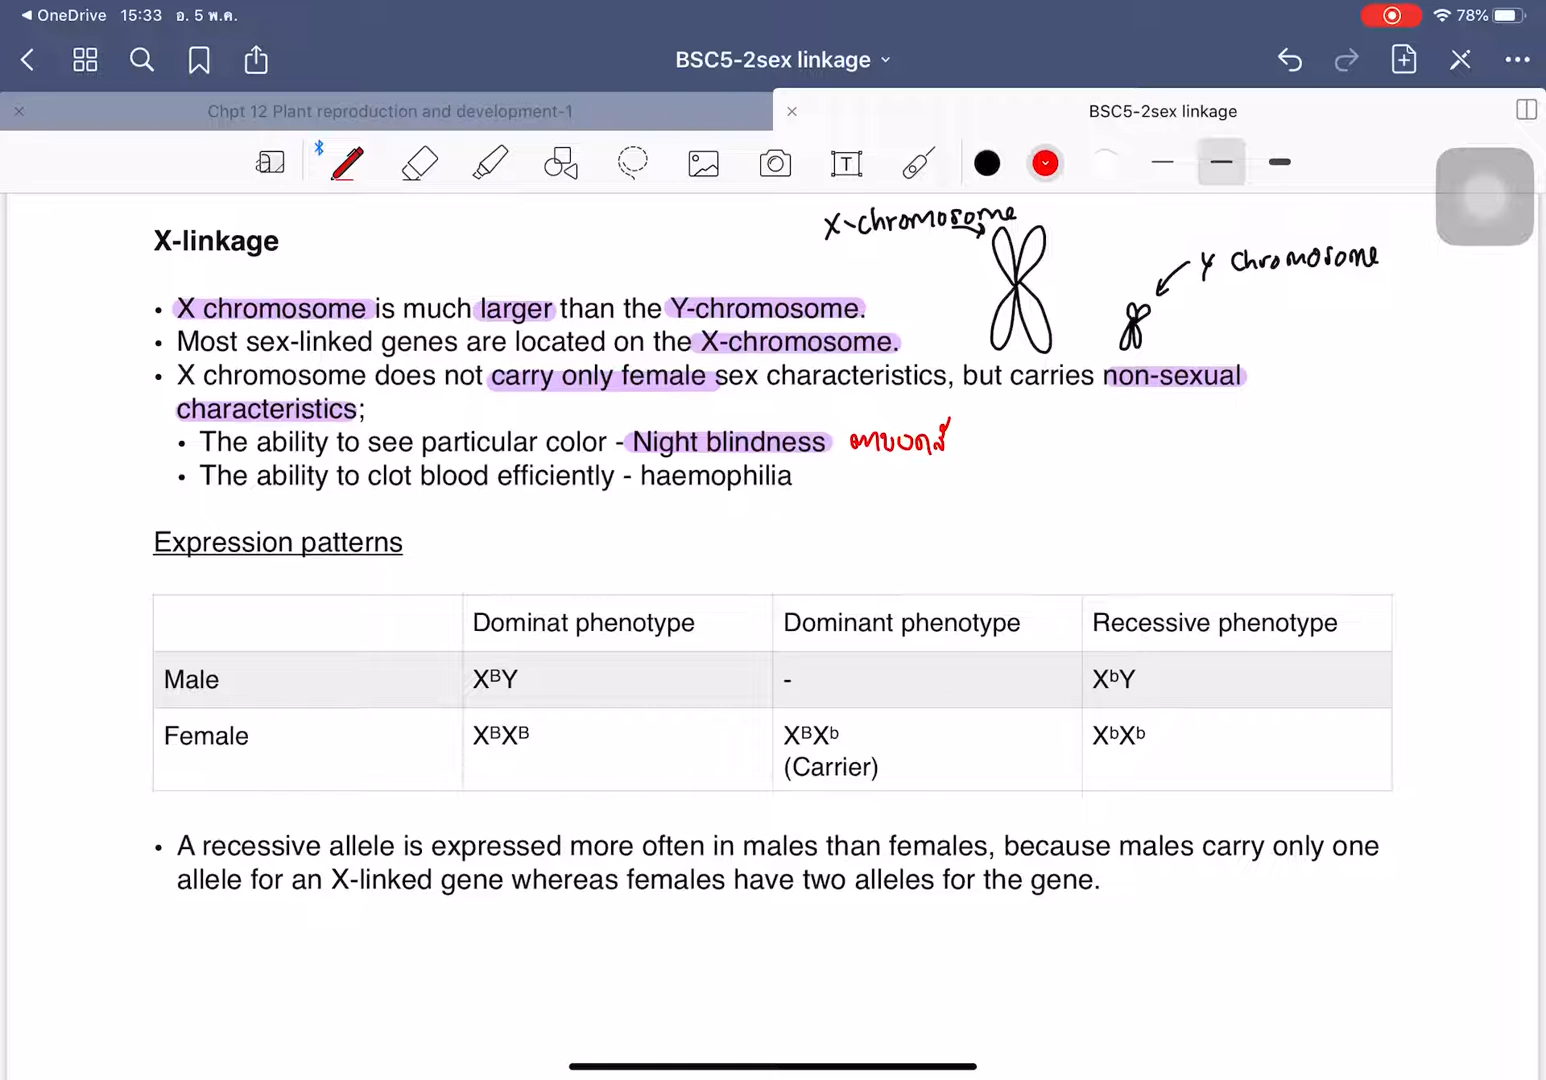 OneDrive 15:33 อ. 5 พ.ค. 78%
BSC5-2sex linkage
Chpt 12 Plant reproduction and development-1
BSC5-2sex linkage
X-chromosome
Y chromosome
X-linkage
• X chromosome is much larger than the Y-chromosome.
• Most sex-linked genes are located on the X-chromosome.
• X chromosome does not carry only female sex characteristics, but carries non-sexual
characteristics;
• The ability to see particular color - Night blindness ตาบอดสี
• The ability to clot blood efficiently - haemophilia
Expression patterns
Dominat phenotype Dominant phenotype Recessive phenotype
Male XᴮY - XᵇY
Female XᴮXᴮ XᴮXᵇ XᵇXᵇ
(Carrier)
• A recessive allele is expressed more often in males than females, because males carry only one
allele for an X-linked gene whereas females have two alleles for the gene.